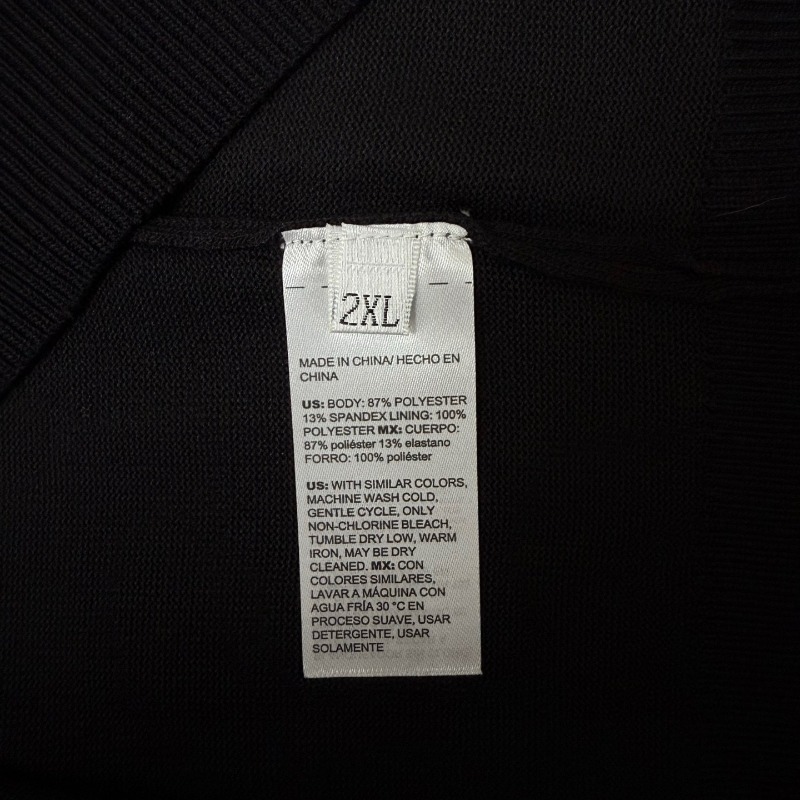 2XL
MADE IN CHINA/ HECHO EN
CHINA
US: BODY: 87% POLYESTER
13% SPANDEX LINING: 100%
POLYESTER MX: CUERPO:
87% poliéster 13% elastano
FORRO: 100% poliéster
US: WITH SIMILAR COLORS,
MACHINE WASH COLD,
GENTLE CYCLE, ONLY
NON-CHLORINE BLEACH,
TUMBLE DRY LOW, WARM
IRON, MAY BE DRY
CLEANED. MX: CON
COLORES SIMILARES,
LAVAR A MÁQUINA CON
AGUA FRÍA 30 °C EN
PROCESO SUAVE, USAR
DETERGENTE, USAR
SOLAMENTE